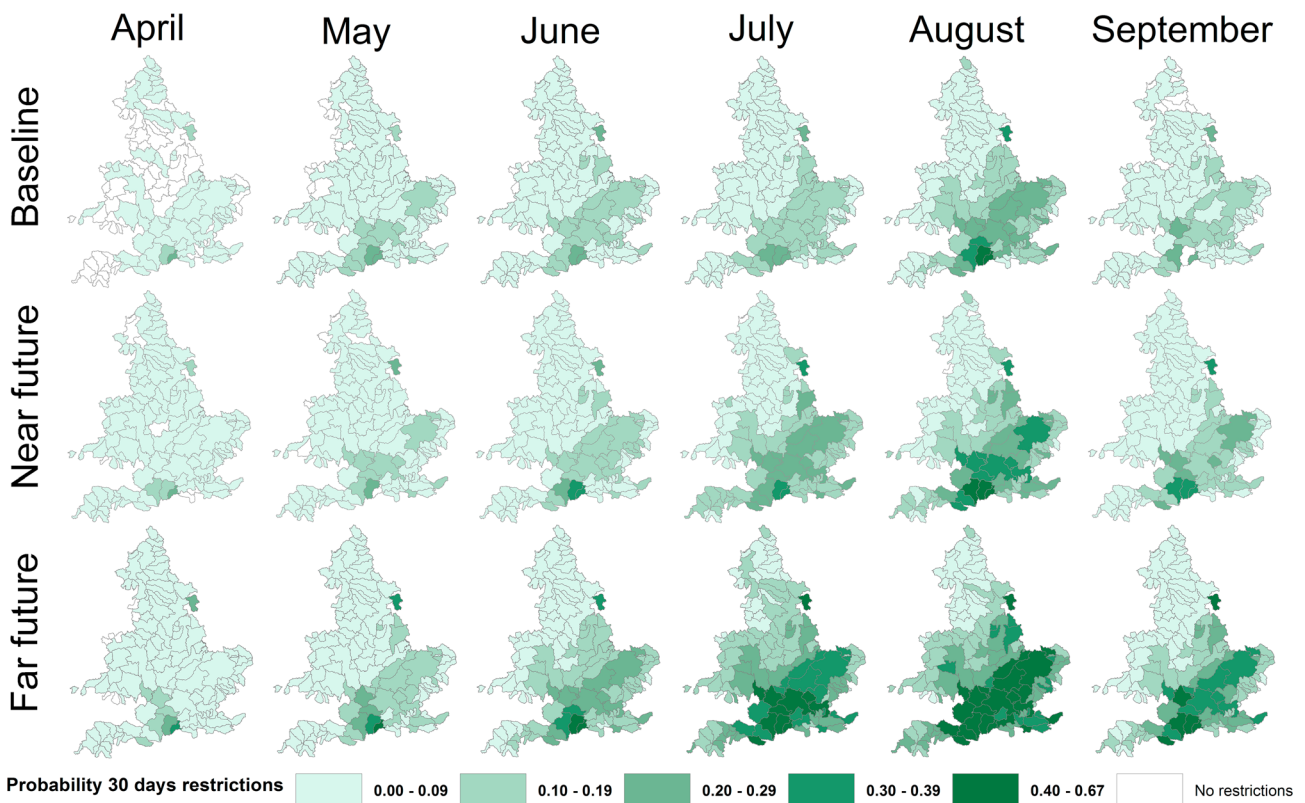 April May June July August September
Baseline
Near future
Far future
Probability 30 days restrictions 0.00 - 0.09 0.10 - 0.19 0.20 - 0.29 0.30 - 0.39 0.40 - 0.67 No restrictions